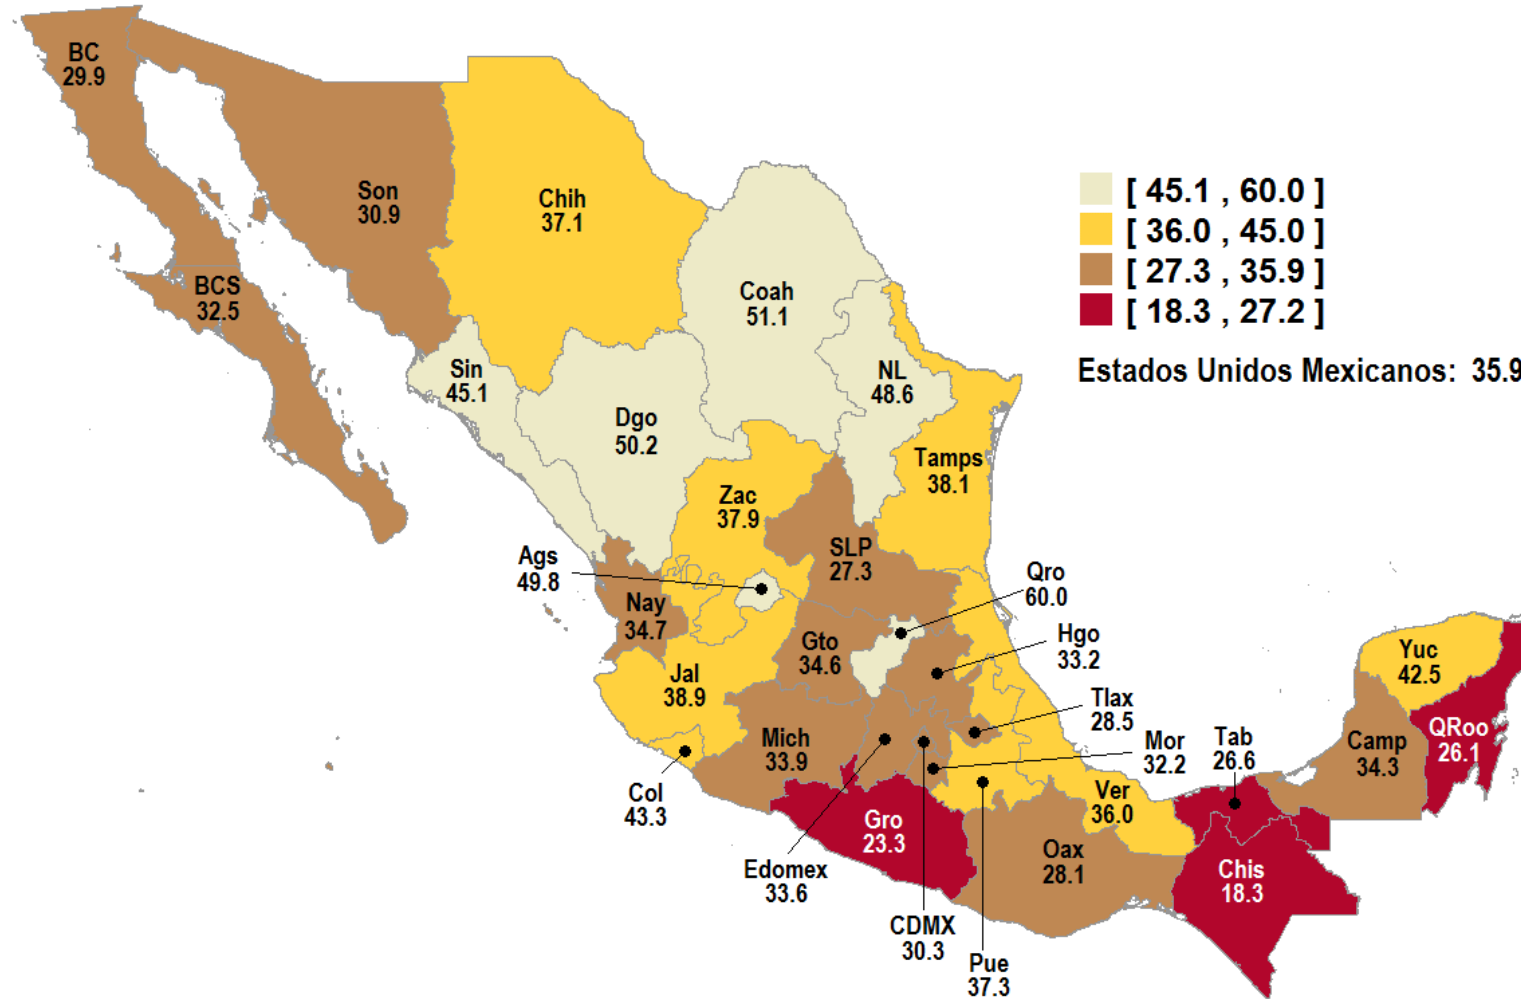 BC
29.9
Son
30.9
Chih
37.1
[ 45.1 , 60.0 ]
[ 36.0 , 45.0 ]
[ 27.3 , 35.9 ]
[ 18.3 , 27.2 ]
Estados Unidos Mexicanos: 35.9
BCS
32.5
Coah
51.1
Sin
45.1
NL
48.6
Dgo
50.2
Tamps
38.1
Zac
37.9
Ags
49.8
SLP
27.3
Qro
60.0
Nay
34.7
Gto
34.6
Hgo
33.2
Yuc
42.5
Jal
38.9
Tlax
28.5
Mich
33.9
Mor
32.2
Tab
26.6
Camp
34.3
QRoo
26.1
Col
43.3
Ver
36.0
Gro
23.3
Oax
28.1
Chis
18.3
Edomex
33.6
CDMX
30.3
Pue
37.3